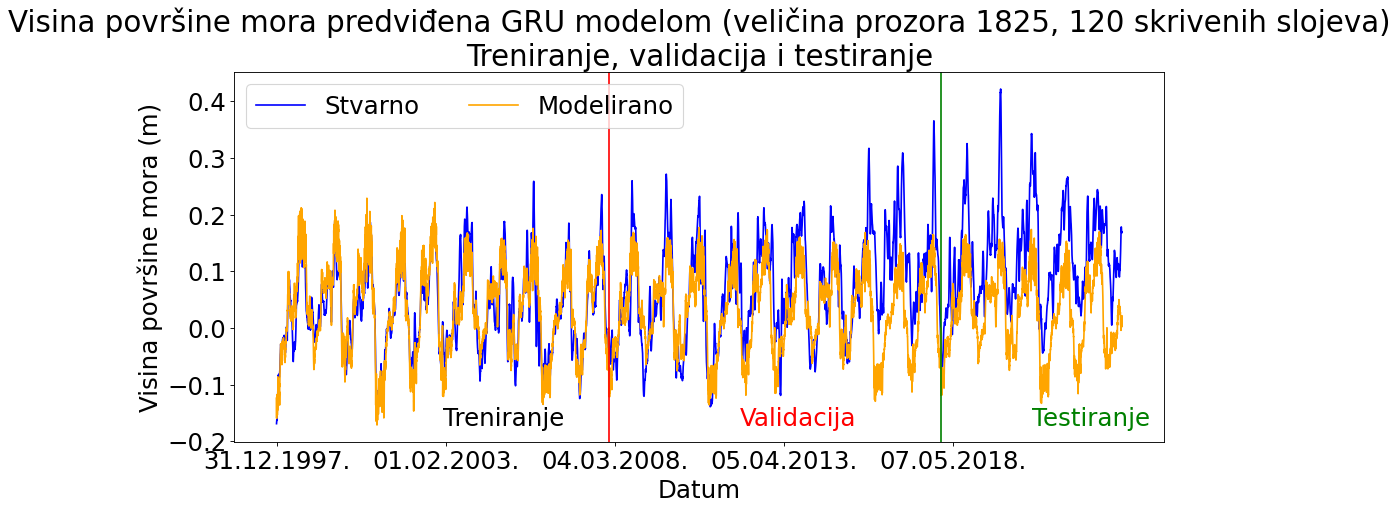 Visina površine mora predviđena GRU modelom (veličina prozora 1825, 120 skrivenih slojeva)
Treniranje, validacija i testiranje
Stvarno
Modelirano
Visina površine mora (m)
0.4
0.3
0.2
0.1
0.0
−0.1
−0.2
Treniranje
Validacija
Testiranje
31.12.1997.
01.02.2003.
04.03.2008.
05.04.2013.
07.05.2018.
Datum